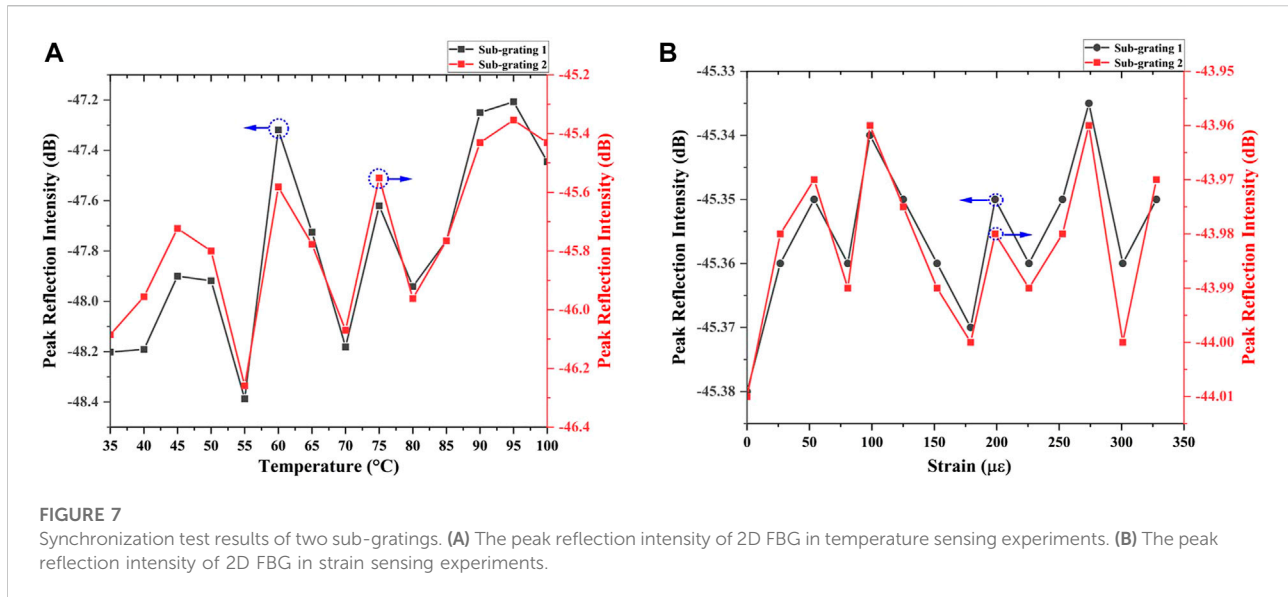 A
Sub-grating 1
Sub-grating 2
Peak Reflection Intensity (dB)
-47.2
-47.4
-47.6
-47.8
-48.0
-48.2
-48.4
35 40 45 50 55 60 65 70 75 80 85 90 95 100
Temperature (°C)
-45.2
-45.4
-45.6
-45.8
-46.0
-46.2
-46.4
Peak Reflection Intensity (dB)
B
Sub-grating 1
Sub-grating 2
Peak Reflection Intensity (dB)
-45.33
-45.34
-45.35
-45.36
-45.37
-45.38
0 50 100 150 200 250 300 350
Strain (με)
-43.95
-43.96
-43.97
-43.98
-43.99
-44.00
-44.01
Peak Reflection Intensity (dB)
FIGURE 7
Synchronization test results of two sub-gratings. (A) The peak reflection intensity of 2D FBG in temperature sensing experiments. (B) The peak
reflection intensity of 2D FBG in strain sensing experiments.